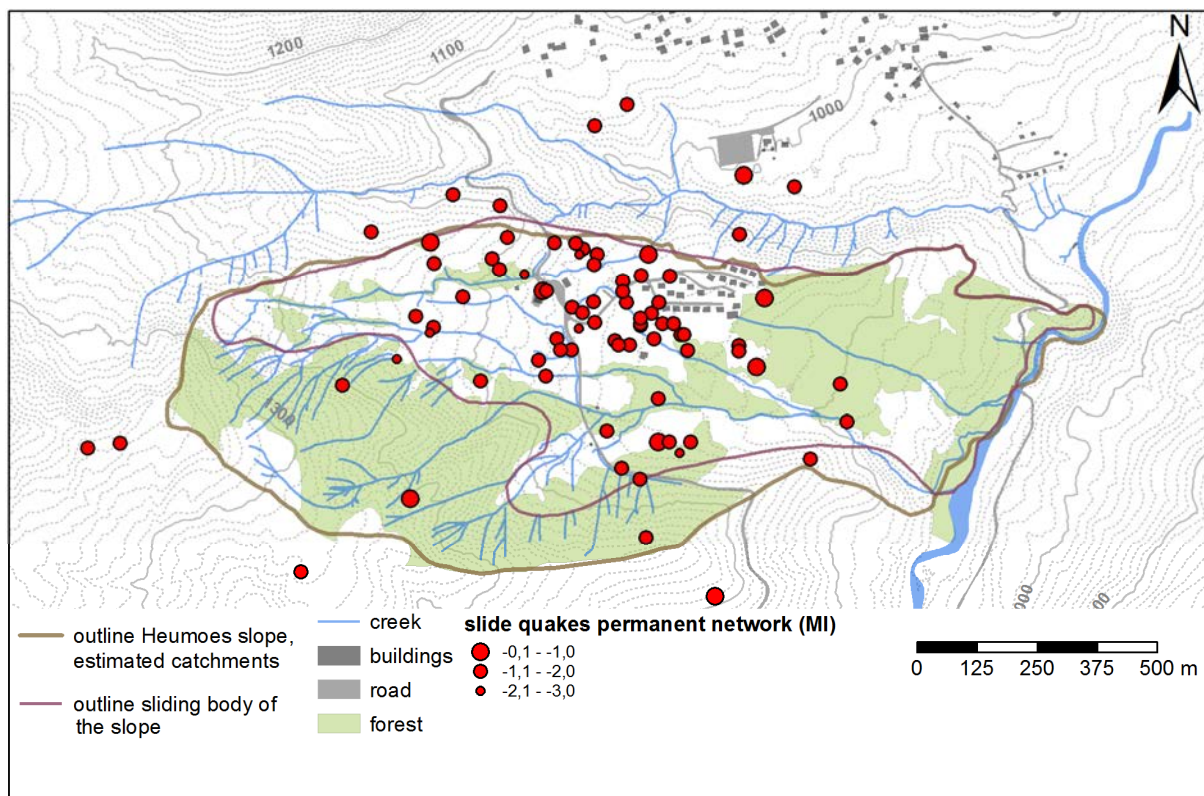 N
1200
1100
1000
1300
000
00
outline Heumoes slope,
estimated catchments
outline sliding body of
the slope
creek
buildings
road
forest
slide quakes permanent network (Ml)
-0,1 - -1,0
-1,1 - -2,0
-2,1 - -3,0
0 125 250 375 500 m